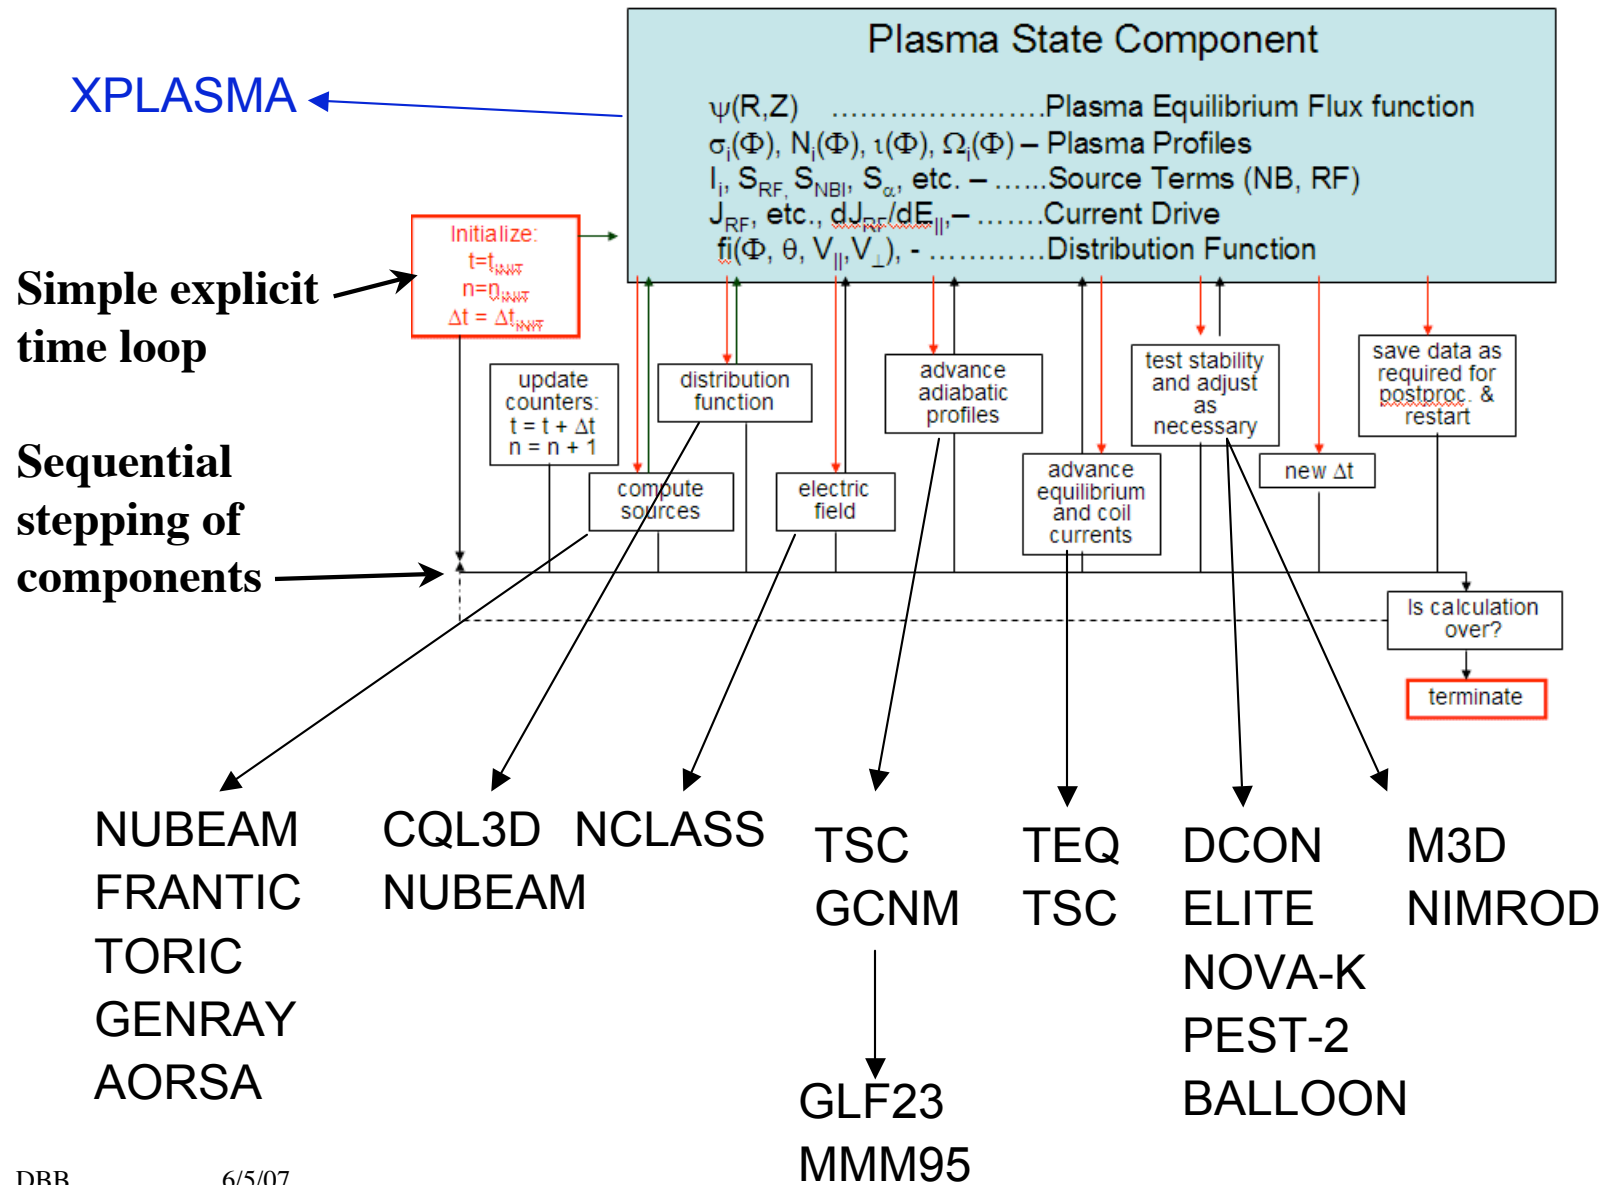 Plasma State Component
XPLASMA
ψ(R,Z) .....................Plasma Equilibrium Flux function
σi(Φ), Ni(Φ), ι(Φ), Ωi(Φ) – Plasma Profiles
Ii, SRF, SNBI, Sα, etc. – ......Source Terms (NB, RF)
JRF, etc., dJRF/dE||,– .......Current Drive
fi(Φ, θ, V||,V⊥), - ............Distribution Function
Initialize:
t=tINIT
n=nINIT
Δt = ΔtINIT
Simple explicit
time loop
update
counters:
t = t + Δt
n = n + 1
distribution
function
advance
adiabatic
profiles
test stability
and adjust
as
necessary
save data as
required for
postproc. &
restart
Sequential
stepping of
components
compute
sources
electric
field
advance
equilibrium
and coil
currents
new Δt
Is calculation
over?
terminate
NUBEAM
FRANTIC
TORIC
GENRAY
AORSA
CQL3D
NUBEAM
NCLASS
TSC
GCNM
GLF23
MMM95
TEQ
TSC
DCON
ELITE
NOVA-K
PEST-2
BALLOON
M3D
NIMROD
DBB 6/5/07